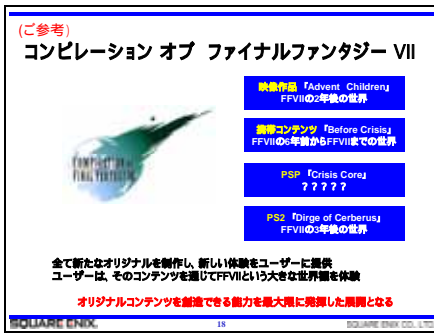 (ご参考)
コンピレーション オブ ファイナルファンタジー VII
映像作品 『Advent Children』
FFVIIの2年後の世界
携帯コンテンツ 『Before Crisis』
FFVIIの6年前からFFVIIまでの世界
COMPILATION of
FINAL FANTASY VII
PSP 『Crisis Core』
？？？？？
PS2 『Dirge of Cerberus』
FFVIIの3年後の世界
全て新たなオリジナルを制作し、新しい体験をユーザーに提供
ユーザーは、そのコンテンツを通じてFFVIIという大きな世界観を体験
オリジナルコンテンツを創造できる能力を最大限に発揮した展開となる
SQUARE ENIX.
18
SQUARE ENIX CO., LTD